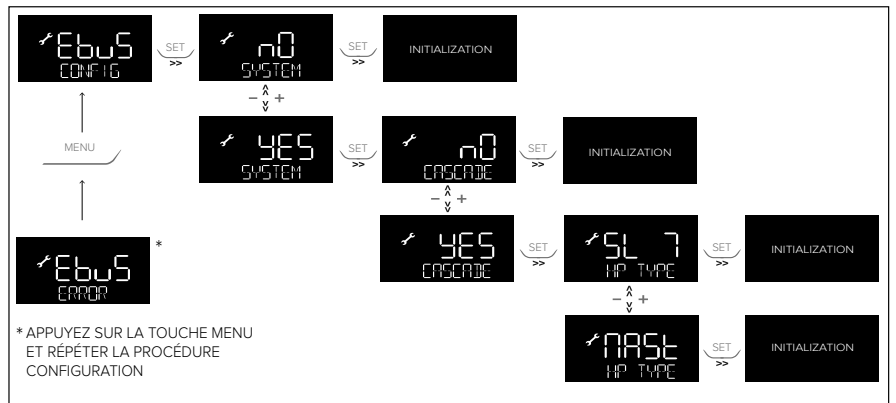 EbuS
CONFIG
SET
>>
nO
SYSTEM
SET
>>
INITIALIZATION
- +
MENU
YES
SYSTEM
SET
>>
nO
CASCADE
SET
>>
INITIALIZATION
- +
EbuS
ERROR
*
YES
CASCADE
SET
>>
SL 7
HP TYPE
SET
>>
INITIALIZATION
- +
MASt
HP TYPE
SET
>>
INITIALIZATION
* APPUYEZ SUR LA TOUCHE MENU
ET RÉPÉTER LA PROCÉDURE
CONFIGURATION